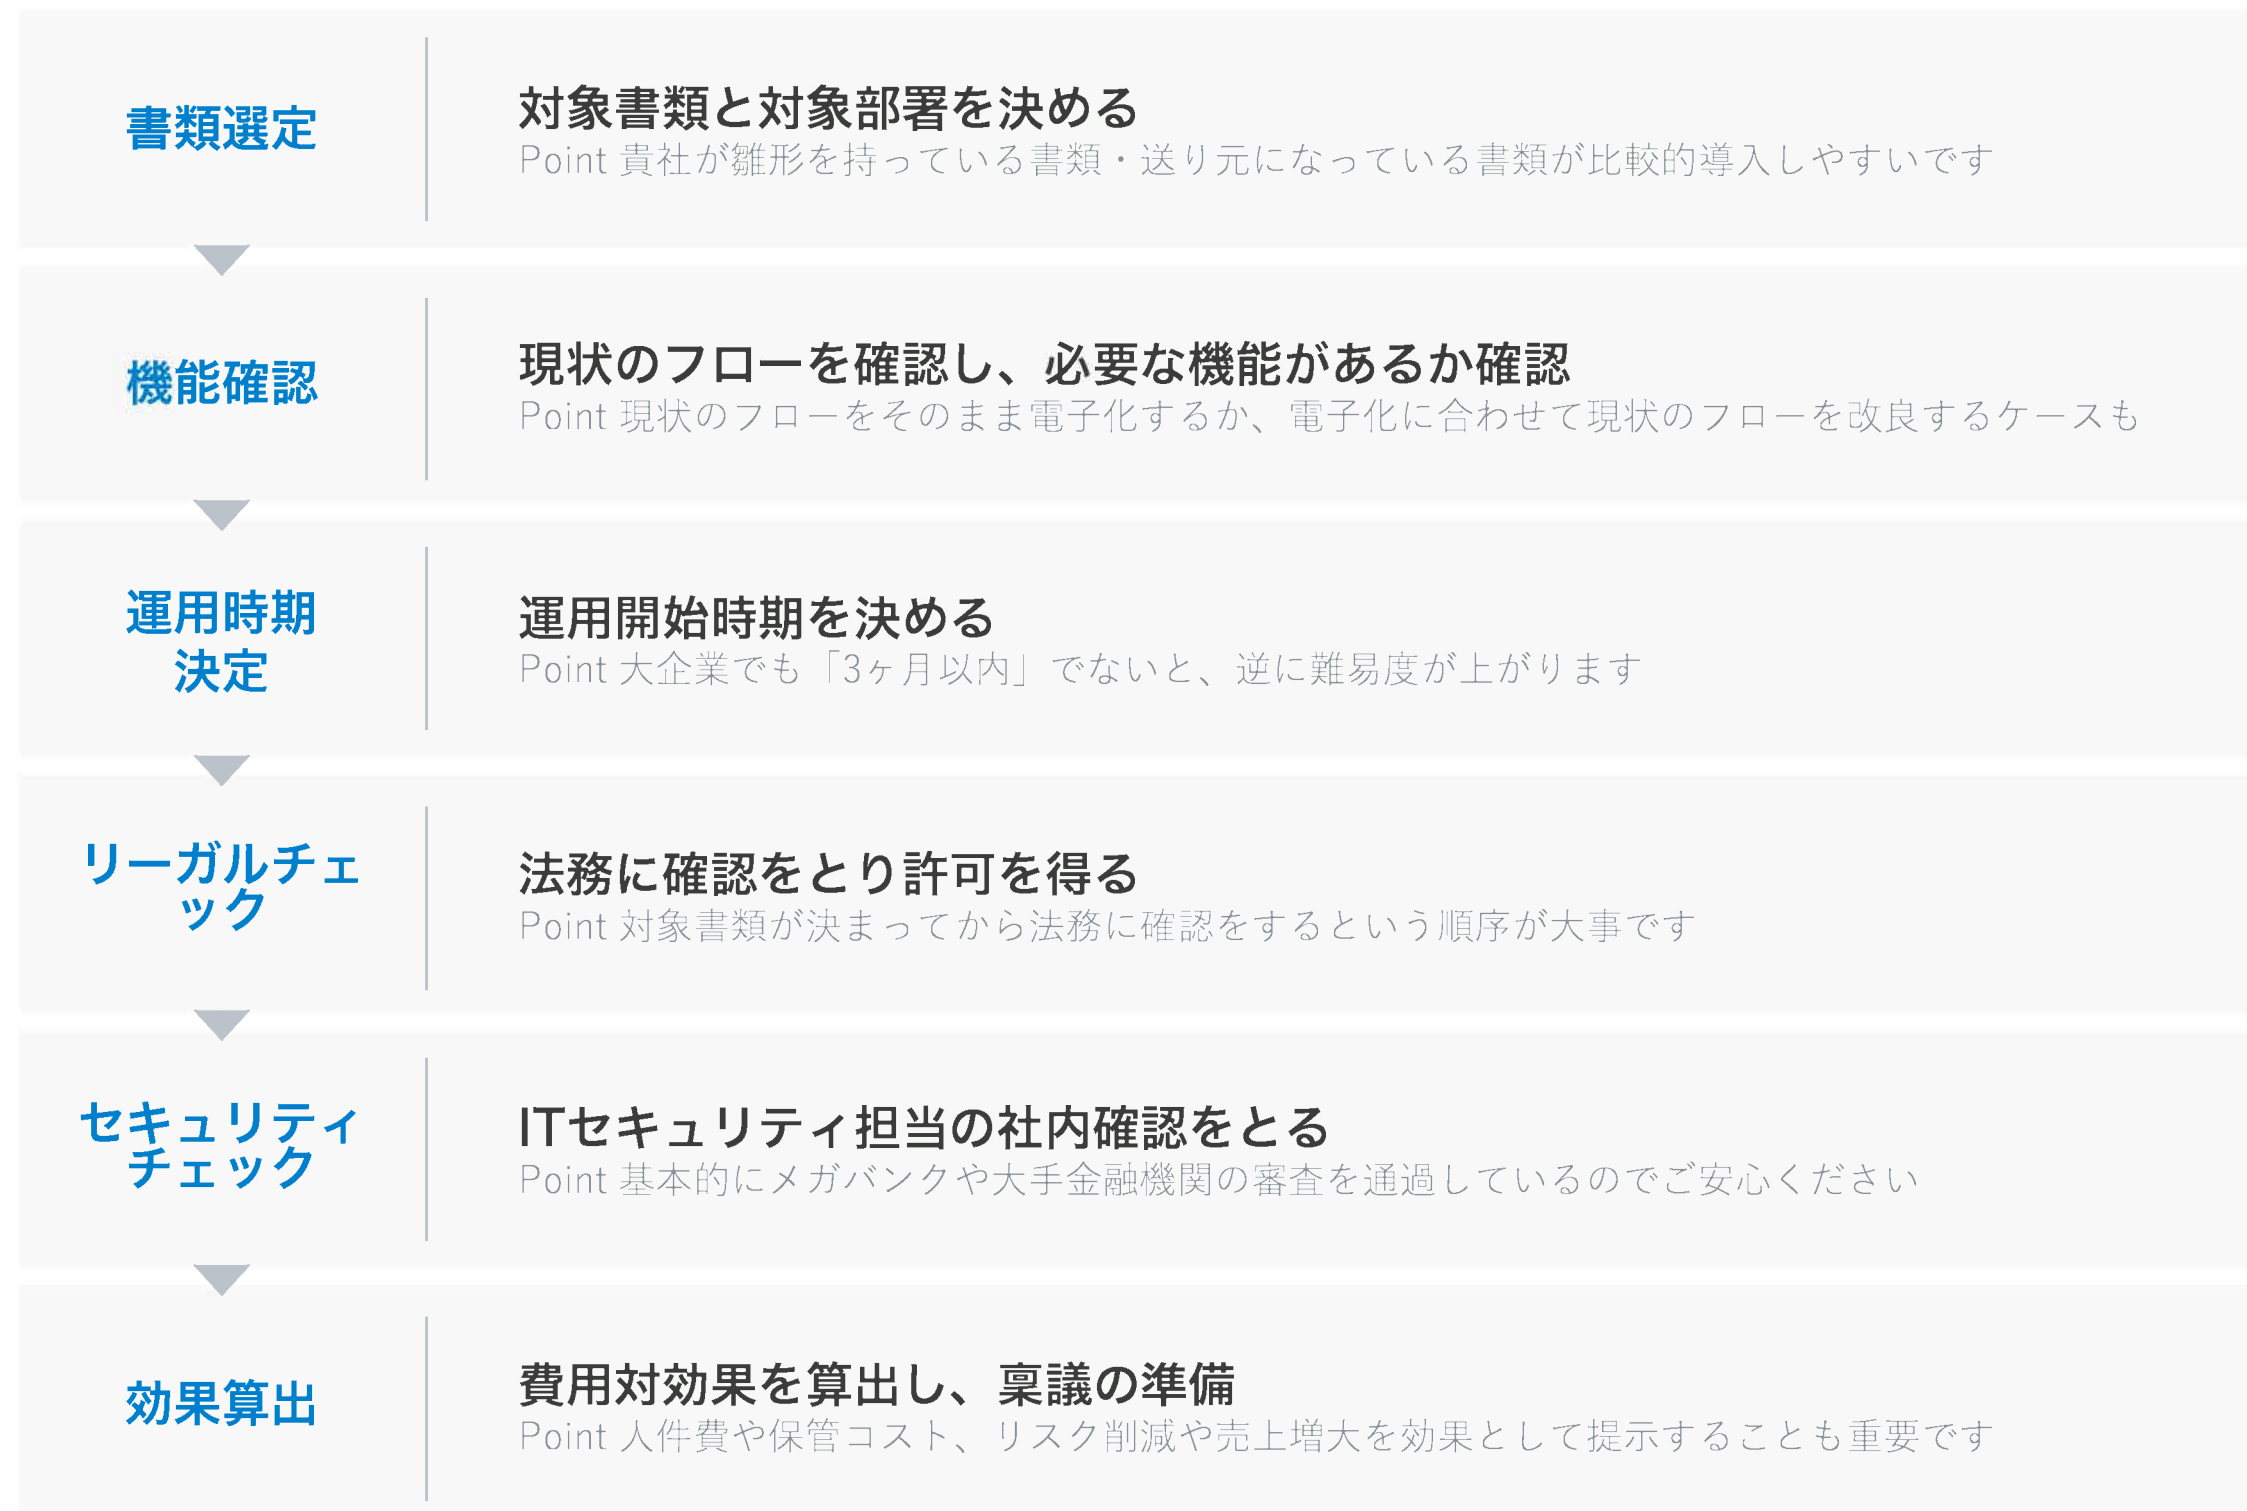 書類選定
対象書類と対象部署を決める
Point 貴社が雛形を持っている書類・送り元になっている書類が比較的導入しやすいです
機能確認
現状のフローを確認し、必要な機能があるか確認
Point 現状のフローをそのまま電子化するか、電子化に合わせて現状のフローを改良するケースも
運用時期
決定
運用開始時期を決める
Point 大企業でも「3ヶ月以内」でないと、逆に難易度が上がります
リーガルチェ
ック
法務に確認をとり許可を得る
Point 対象書類が決まってから法務に確認をするという順序が大事です
セキュリティ
チェック
ITセキュリティ担当の社内確認をとる
Point 基本的にメガバンクや大手金融機関の審査を通過しているのでご安心ください
効果算出
費用対効果を算出し、稟議の準備
Point 人件費や保管コスト、リスク削減や売上増大を効果として提示することも重要です